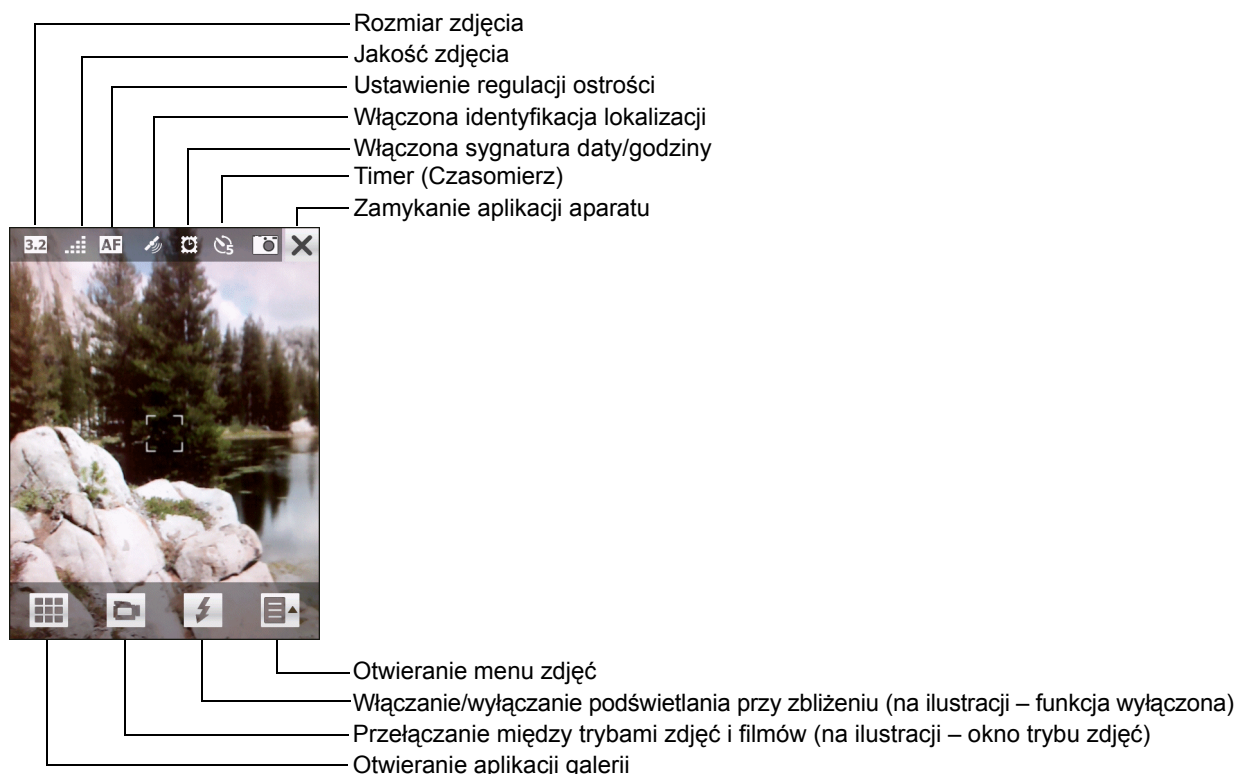 Rozmiar zdjęcia
Jakość zdjęcia
Ustawienie regulacji ostrości
Włączona identyfikacja lokalizacji
Włączona sygnatura daty/godziny
Timer (Czasomierz)
Zamykanie aplikacji aparatu
3.2 AF 5
Otwieranie menu zdjęć
Włączanie/wyłączanie podświetlania przy zbliżeniu (na ilustracji – funkcja wyłączona)
Przełączanie między trybami zdjęć i filmów (na ilustracji – okno trybu zdjęć)
Otwieranie aplikacji galerii